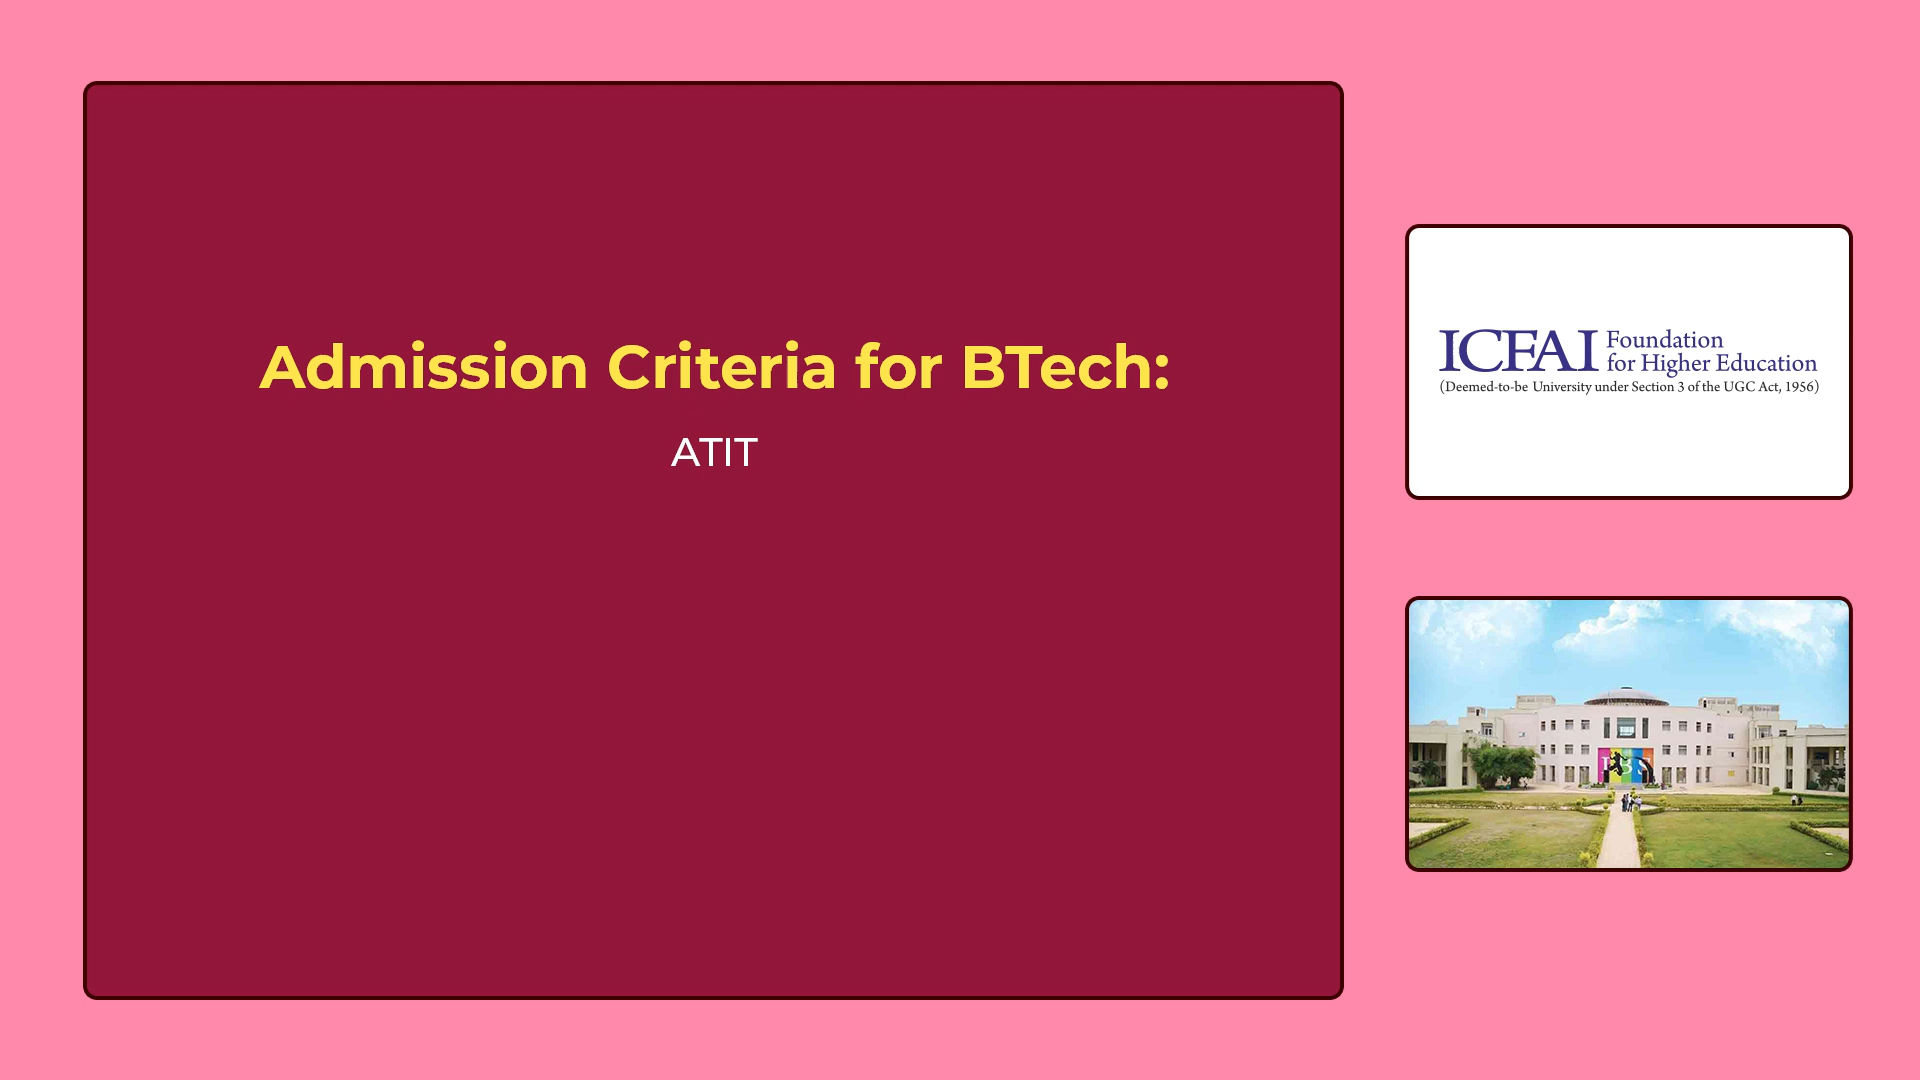 Admission Criteria for BTech:
ATIT
ICFAI Foundation
for Higher Education
(Deemed-to-be University under Section 3 of the UGC Act, 1956)